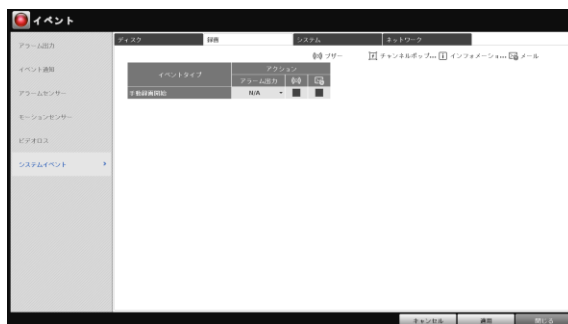 イベント
アラーム出力
イベント通知
アラームセンサー
モーションセンサー
ビデオロス
システムイベント
ディスク 録画 システム ネットワーク
ブザー チャンネルポップ... インフォメーショ... メール
イベントタイプ アクション
アラーム出力
手動録画開始 N/A
キャンセル 適用 閉じる